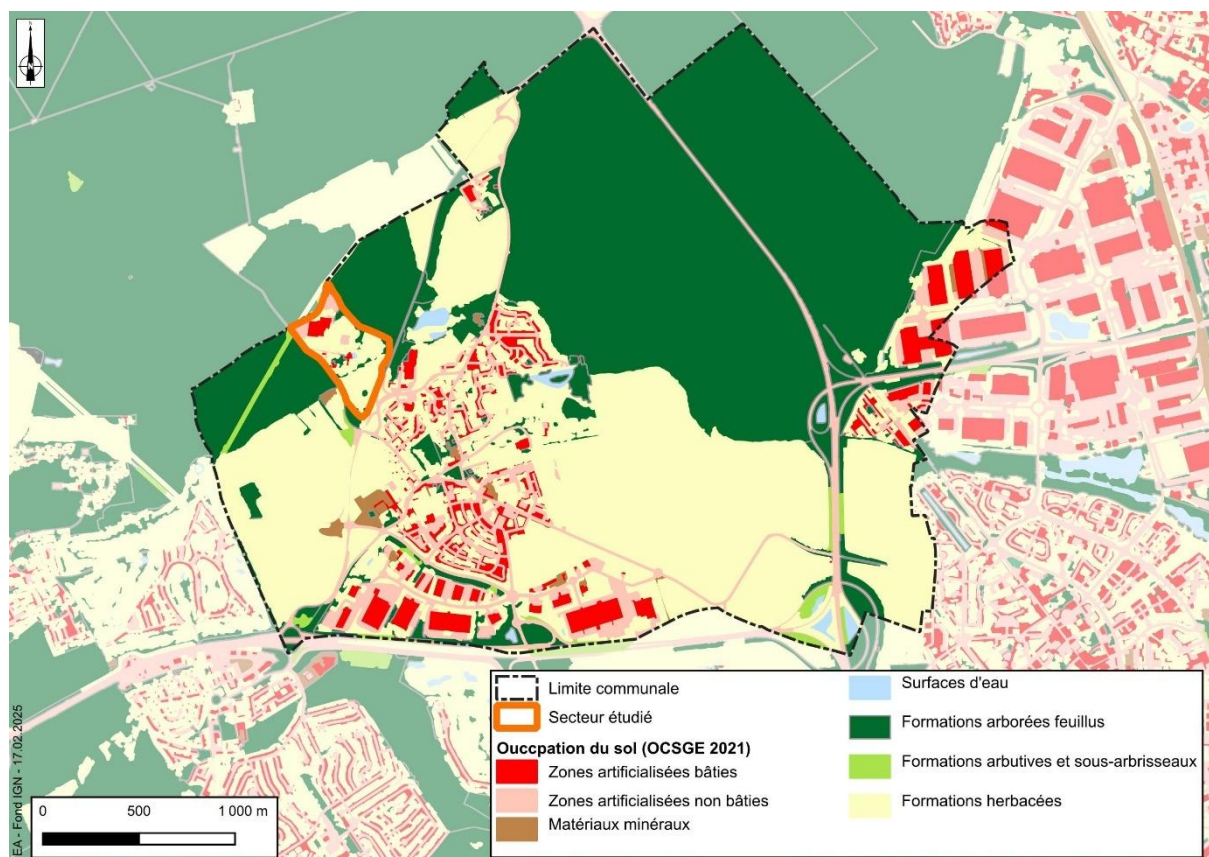 N
Limite communale
Secteur étudié
Ouccpation du sol (OCSGE 2021)
Zones artificialisées bâties
Zones artificialisées non bâties
Matériaux minéraux
Surfaces d'eau
Formations arborées feuillus
Formations arbutives et sous-arbrisseaux
Formations herbacées
0 500 1000 m
EA - Fond IGN - 17.02.2025